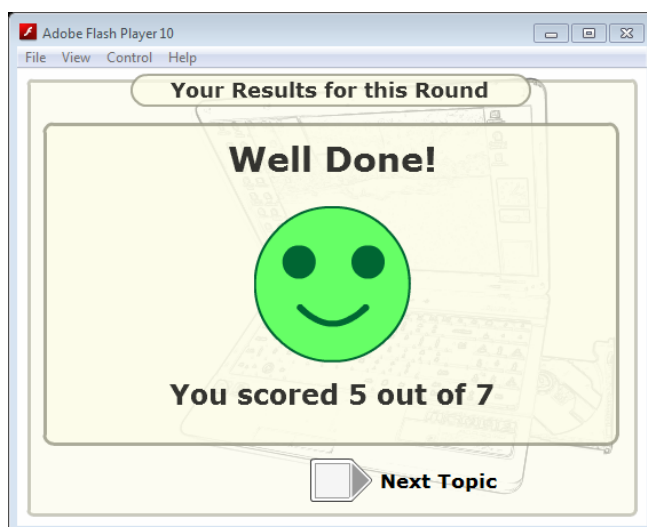 Adobe Flash Player 10
File View Control Help
Your Results for this Round
Well Done!
You scored 5 out of 7
Next Topic